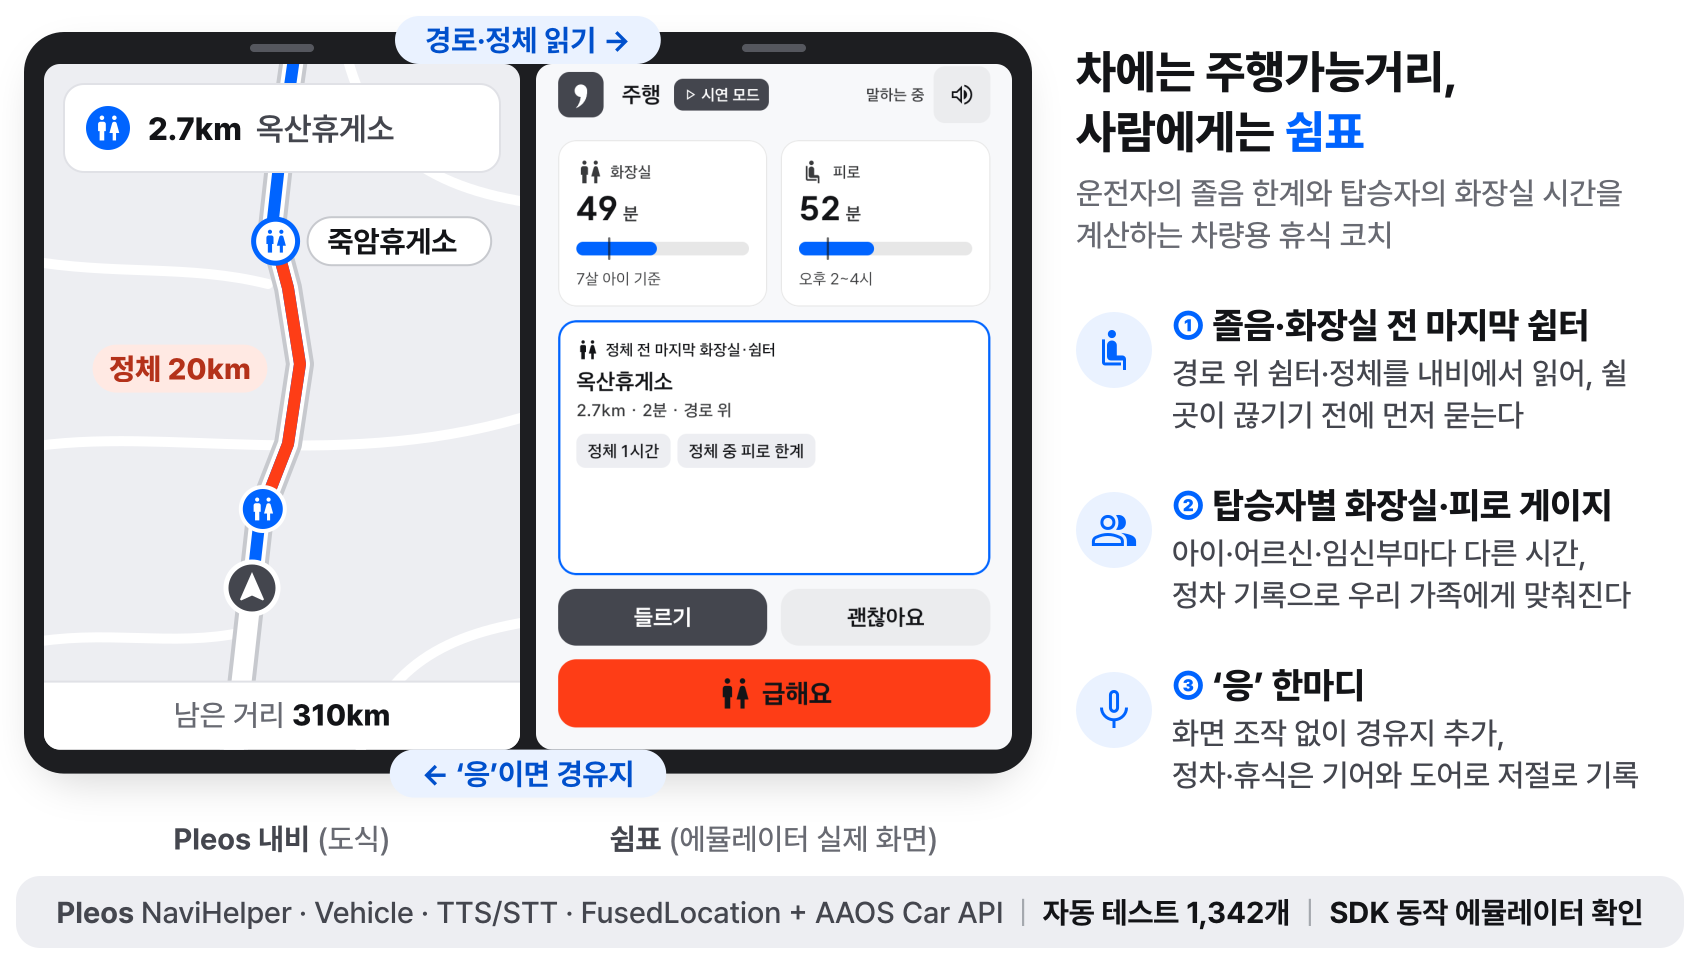 경로·정체 읽기 →
2.7km 옥산휴게소
죽암휴게소
정체 20km
남은 거리 310km
주행
시연 모드
말하는 중
화장실
49 분
7살 아이 기준
피로
52 분
오후 2~4시
정체 전 마지막 화장실·쉼터
옥산휴게소
2.7km · 2분 · 경로 위
정체 1시간
정체 중 피로 한계
들르기
괜찮아요
급해요
← ‘응’이면 경유지
Pleos 내비 (도식)
쉼표 (에뮬레이터 실제 화면)
차에는 주행가능거리,
사람에게는 쉼표
운전자의 졸음 한계와 탑승자의 화장실 시간을
계산하는 차량용 휴식 코치
① 졸음·화장실 전 마지막 쉼터
경로 위 쉼터·정체를 내비에서 읽어, 쉴
곳이 끊기기 전에 먼저 묻는다
② 탑승자별 화장실·피로 게이지
아이·어르신·임신부마다 다른 시간,
정차 기록으로 우리 가족에게 맞춰진다
③ ‘응’ 한마디
화면 조작 없이 경유지 추가,
정차·휴식은 기어와 도어로 저절로 기록
Pleos NaviHelper · Vehicle · TTS/STT · FusedLocation + AAOS Car API | 자동 테스트 1,342개 | SDK 동작 에뮬레이터 확인